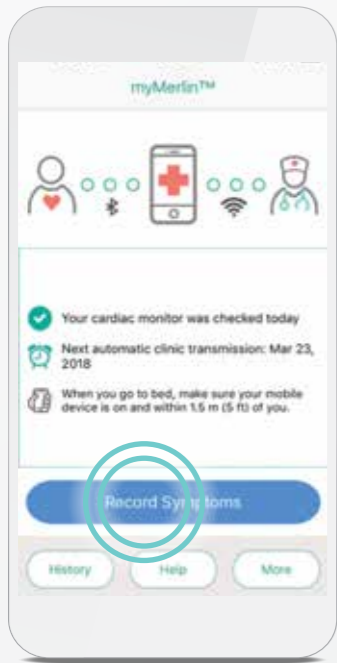 myMerlin™
Your cardiac monitor was checked today
Next automatic clinic transmission: Mar 23,
2018
When you go to bed, make sure your mobile
device is on and within 1.5 m (5 ft) of you.
Record Symptoms
History
Help
More